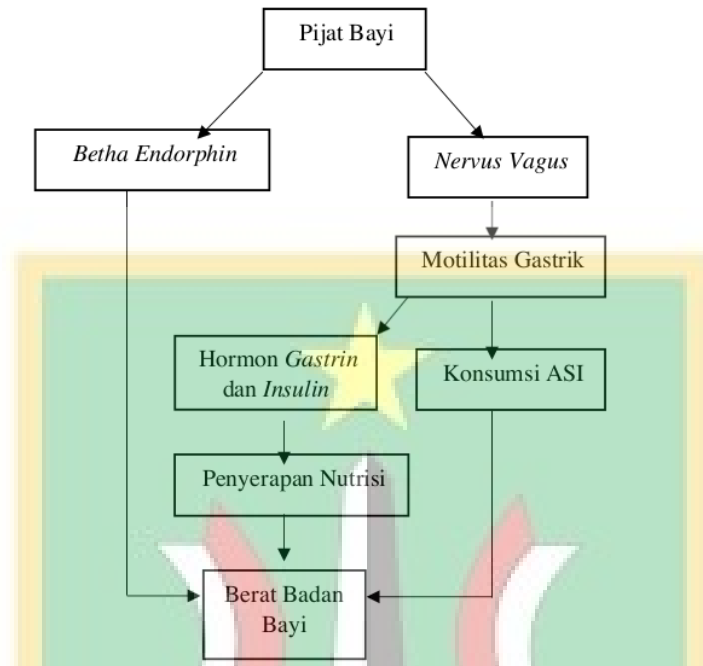 Pijat Bayi
Betha Endorphin
Nervus Vagus
Motilitas Gastrik
Hormon Gastrin
dan Insulin
Konsumsi ASI
Penyerapan Nutrisi
Berat Badan
Bayi